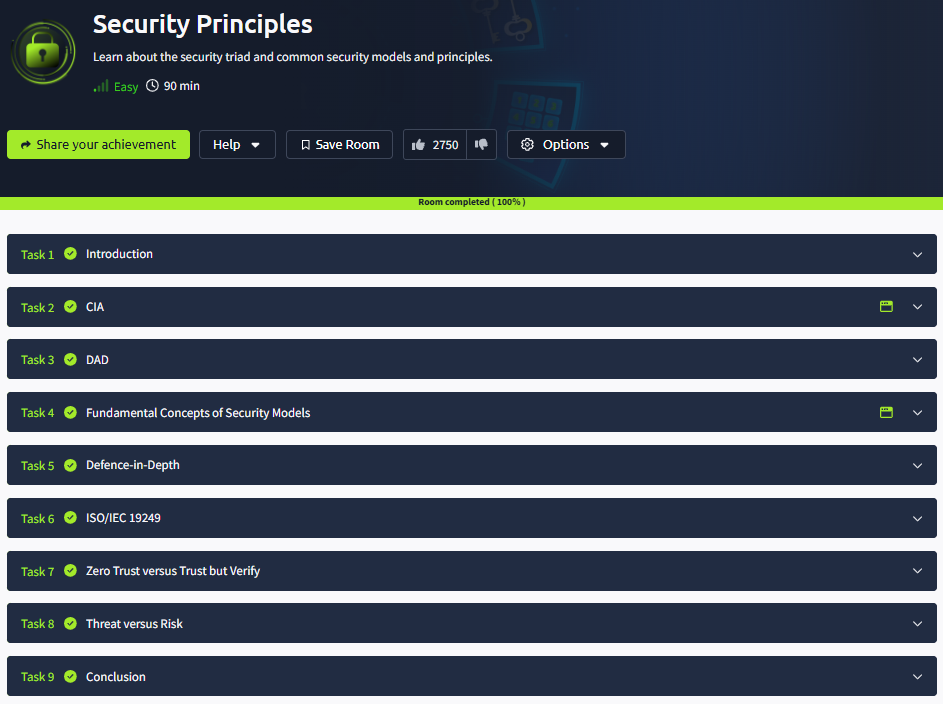 Security Principles
Learn about the security triad and common security models and principles.
Easy 90 min
Share your achievement Help Save Room 2750 Options
Room completed ( 100% )
Task 1 Introduction
Task 2 CIA
Task 3 DAD
Task 4 Fundamental Concepts of Security Models
Task 5 Defence-in-Depth
Task 6 ISO/IEC 19249
Task 7 Zero Trust versus Trust but Verify
Task 8 Threat versus Risk
Task 9 Conclusion